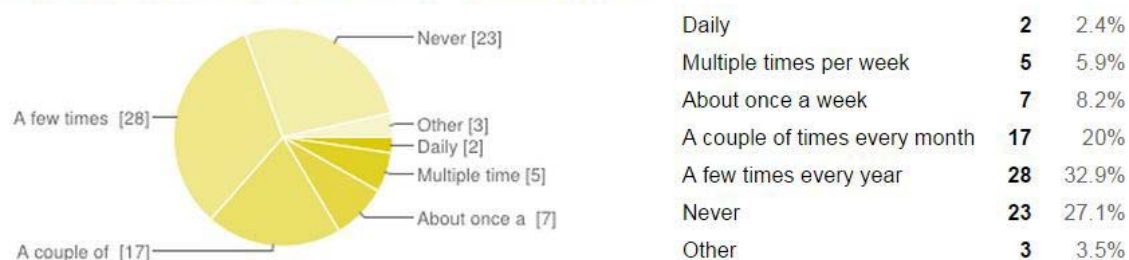 Never [23]
A few times [28]
Other [3]
Daily [2]
Multiple time [5]
About once a [7]
A couple of [17]
Daily 2 2.4%
Multiple times per week 5 5.9%
About once a week 7 8.2%
A couple of times every month 17 20%
A few times every year 28 32.9%
Never 23 27.1%
Other 3 3.5%